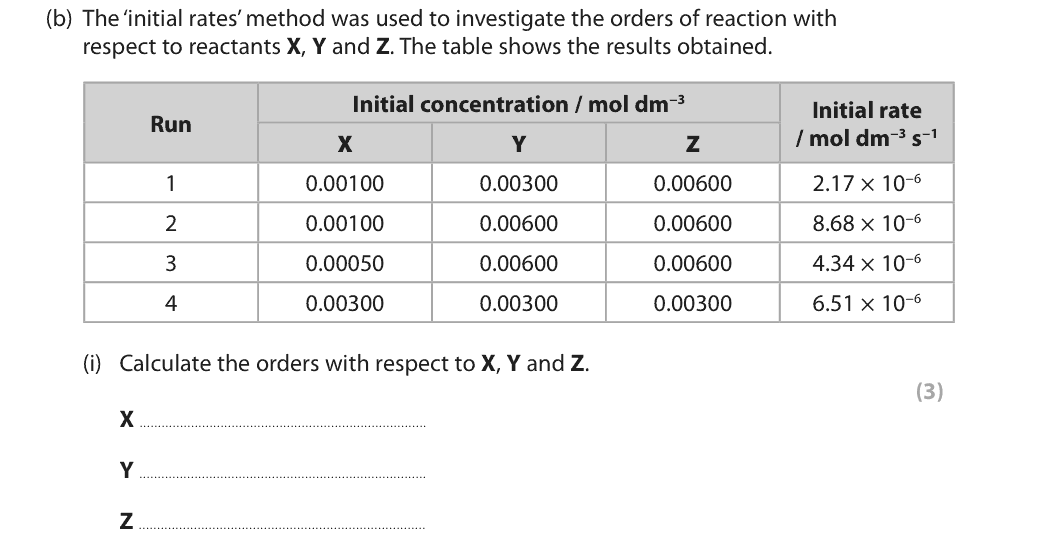 (b) The ‘initial rates’ method was used to investigate the orders of reaction with
respect to reactants X, Y and Z. The table shows the results obtained.
Run
Initial concentration / mol dm⁻³
Initial rate
/ mol dm⁻³ s⁻¹
X Y Z
1 0.00100 0.00300 0.00600 2.17 × 10⁻⁶
2 0.00100 0.00600 0.00600 8.68 × 10⁻⁶
3 0.00050 0.00600 0.00600 4.34 × 10⁻⁶
4 0.00300 0.00300 0.00300 6.51 × 10⁻⁶
(i) Calculate the orders with respect to X, Y and Z.
(3)
X
Y
Z